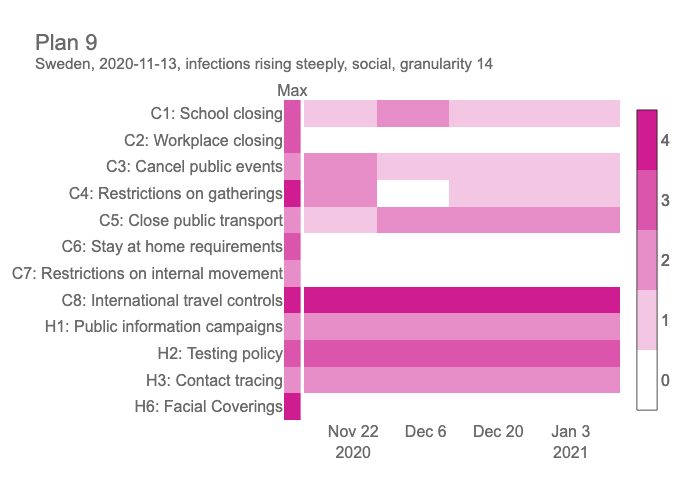 Plan 9
Sweden, 2020-11-13, infections rising steeply, social, granularity 14
Max
C1: School closing
C2: Workplace closing
C3: Cancel public events
C4: Restrictions on gatherings
C5: Close public transport
C6: Stay at home requirements
C7: Restrictions on internal movement
C8: International travel controls
H1: Public information campaigns
H2: Testing policy
H3: Contact tracing
H6: Facial Coverings
4
3
2
1
0
Nov 22 Dec 6 Dec 20 Jan 3
2020 2021